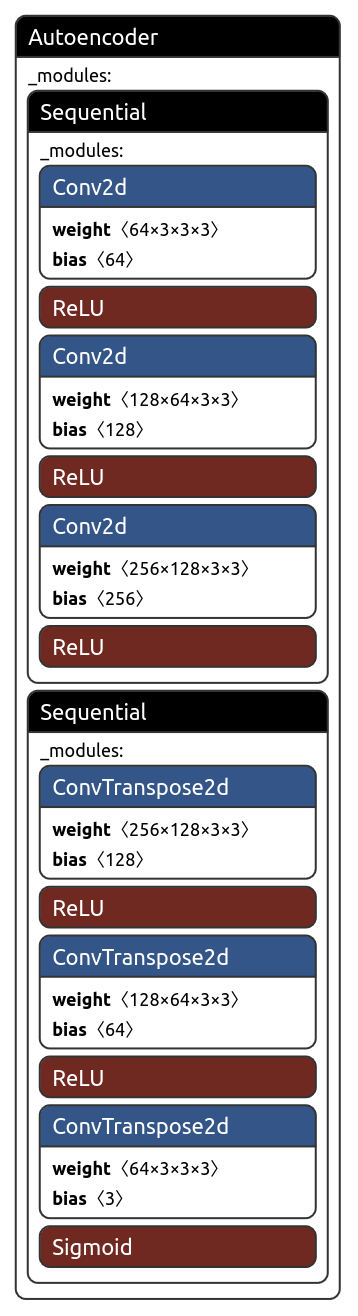 Autoencoder
_modules:
Sequential
_modules:
Conv2d
weight〈64×3×3×3〉
bias〈64〉
ReLU
Conv2d
weight〈128×64×3×3〉
bias〈128〉
ReLU
Conv2d
weight〈256×128×3×3〉
bias〈256〉
ReLU
Sequential
_modules:
ConvTranspose2d
weight〈256×128×3×3〉
bias〈128〉
ReLU
ConvTranspose2d
weight〈128×64×3×3〉
bias〈64〉
ReLU
ConvTranspose2d
weight〈64×3×3×3〉
bias〈3〉
Sigmoid